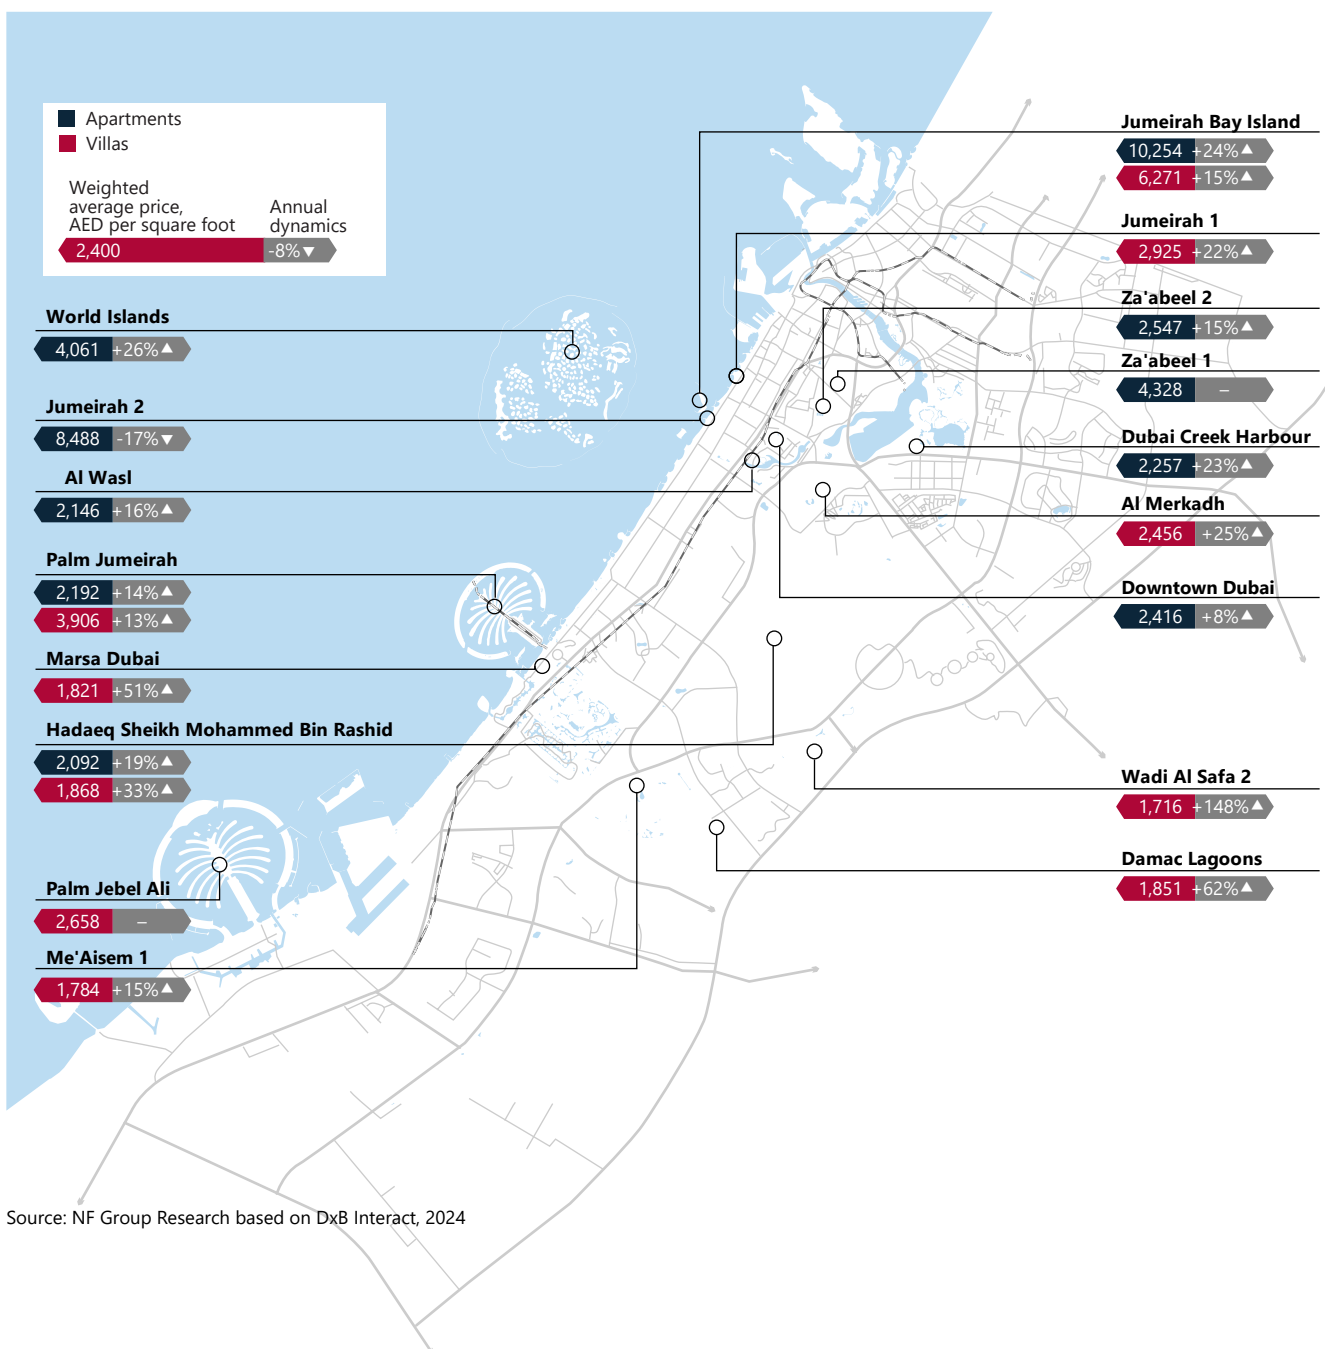 Apartments
Villas
Weighted
average price,
AED per square foot
Annual
dynamics
2,400 -8%▼
World Islands
4,061 +26%▲
Jumeirah 2
8,488 -17%▼
Al Wasl
2,146 +16%▲
Palm Jumeirah
2,192 +14%▲
3,906 +13%▲
Marsa Dubai
1,821 +51%▲
Hadaeq Sheikh Mohammed Bin Rashid
2,092 +19%▲
1,868 +33%▲
Palm Jebel Ali
2,658 –
Me'Aisem 1
1,784 +15%▲
Jumeirah Bay Island
10,254 +24%▲
6,271 +15%▲
Jumeirah 1
2,925 +22%▲
Za'abeel 2
2,547 +15%▲
Za'abeel 1
4,328 –
Dubai Creek Harbour
2,257 +23%▲
Al Merkadh
2,456 +25%▲
Downtown Dubai
2,416 +8%▲
Wadi Al Safa 2
1,716 +148%▲
Damac Lagoons
1,851 +62%▲
Source: NF Group Research based on DxB Interact, 2024